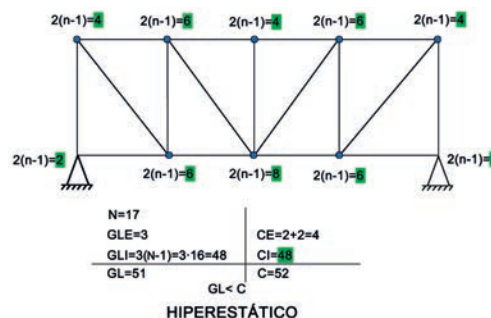 2(n-1)=4 2(n-1)=6 2(n-1)=4 2(n-1)=6 2(n-1)=4
2(n-1)=2 2(n-1)=6 2(n-1)=8 2(n-1)=6 2(n-1)=
N=17
GLE=3 CE=2+2=4
GLI=3(N-1)=3·16=48 CI=48
GL=51 C=52
GL< C
HIPERESTÁTICO